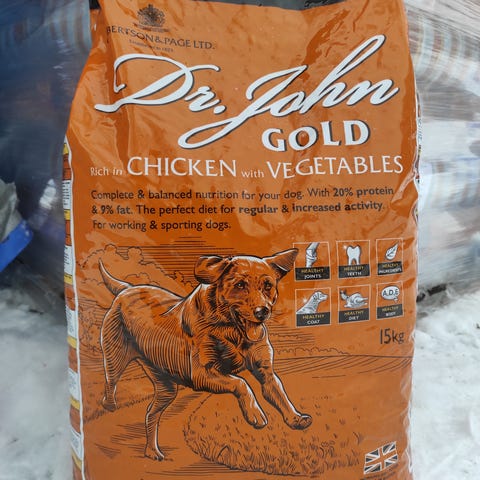 BERTSON & PAGE LTD.
Dr. John
GOLD
Rich in CHICKEN with VEGETABLES
Complete & balanced nutrition for your dog. With 20% protein
& 9% fat. The perfect diet for regular & increased activity.
For working & sporting dogs.
HEALTHY JOINTS
HEALTHY TEETH
HEALTHY INGREDIENTS
HEALTHY COAT
HEALTHY DIET
A,D,E
HEALTHY BODY
15kg